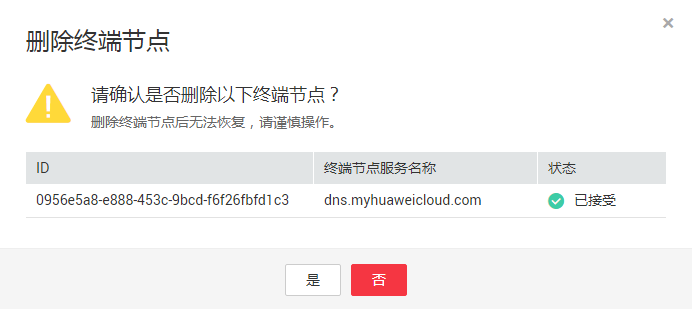 删除终端节点
请确认是否删除以下终端节点？
删除终端节点后无法恢复，请谨慎操作。
ID 终端节点服务名称 状态
0956e5a8-e888-453c-9bcd-f6f26fbfd1c3 dns.myhuaweicloud.com 已接受
是 否